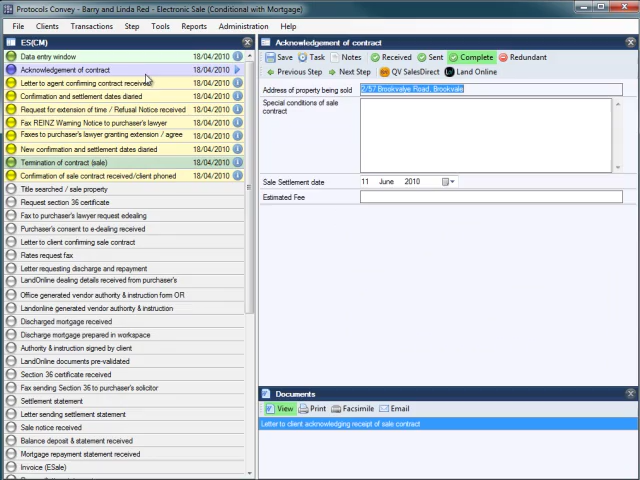 Protocols Convey - Barry and Linda Red - Electronic Sale (Conditional with Mortgage)
File Clients Transactions Step Tools Reports Administration Help
ES(CM)
Data entry window 18/04/2010
Acknowledgement of contract 18/04/2010
Letter to agent confirming contract received 18/04/2010
Confirmation and settlement dates diaried 18/04/2010
Request for extension of time / Refusal Notice received 18/04/2010
Fax REINZ Warning Notice to purchaser's lawyer 18/04/2010
Faxes to purchaser's lawyer granting extension / agree 18/04/2010
New confirmation and settlement dates diaried 18/04/2010
Termination of contract (sale) 18/04/2010
Confirmation of sale contract received/client phoned 18/04/2010
Title searched / sale property
Request section 36 certificate
Fax to purchaser's lawyer request edealing
Purchaser's consent to e-dealing received
Letter to client confirming sale contract
Rates request fax
Letter requesting discharge and repayment
LandOnline dealing details received from purchaser's
Office generated vendor authority & instruction form OR
Landonline generated vendor authority & instruction
Discharged mortgage received
Discharge mortgage prepared in workspace
Authority & instruction signed by client
LandOnline documents pre-validated
Section 36 certificate received
Fax sending Section 36 to purchaser's solicitor
Settlement statement
Letter sending settlement statement
Sale notice received
Balance deposit & statement received
Mortgage repayment statement received
Invoice (ESale)
Acknowledgement of contract
Save Task Notes Received Sent Complete Redundant
Previous Step Next Step QV SalesDirect Land Online
Address of property being sold 2/57 Brookvalye Road, Brookvale
Special conditions of sale
contract
Sale Settlement date 11 June 2010
Estimated Fee
Documents
View Print Facsimile Email
Letter to client acknowledging receipt of sale contract